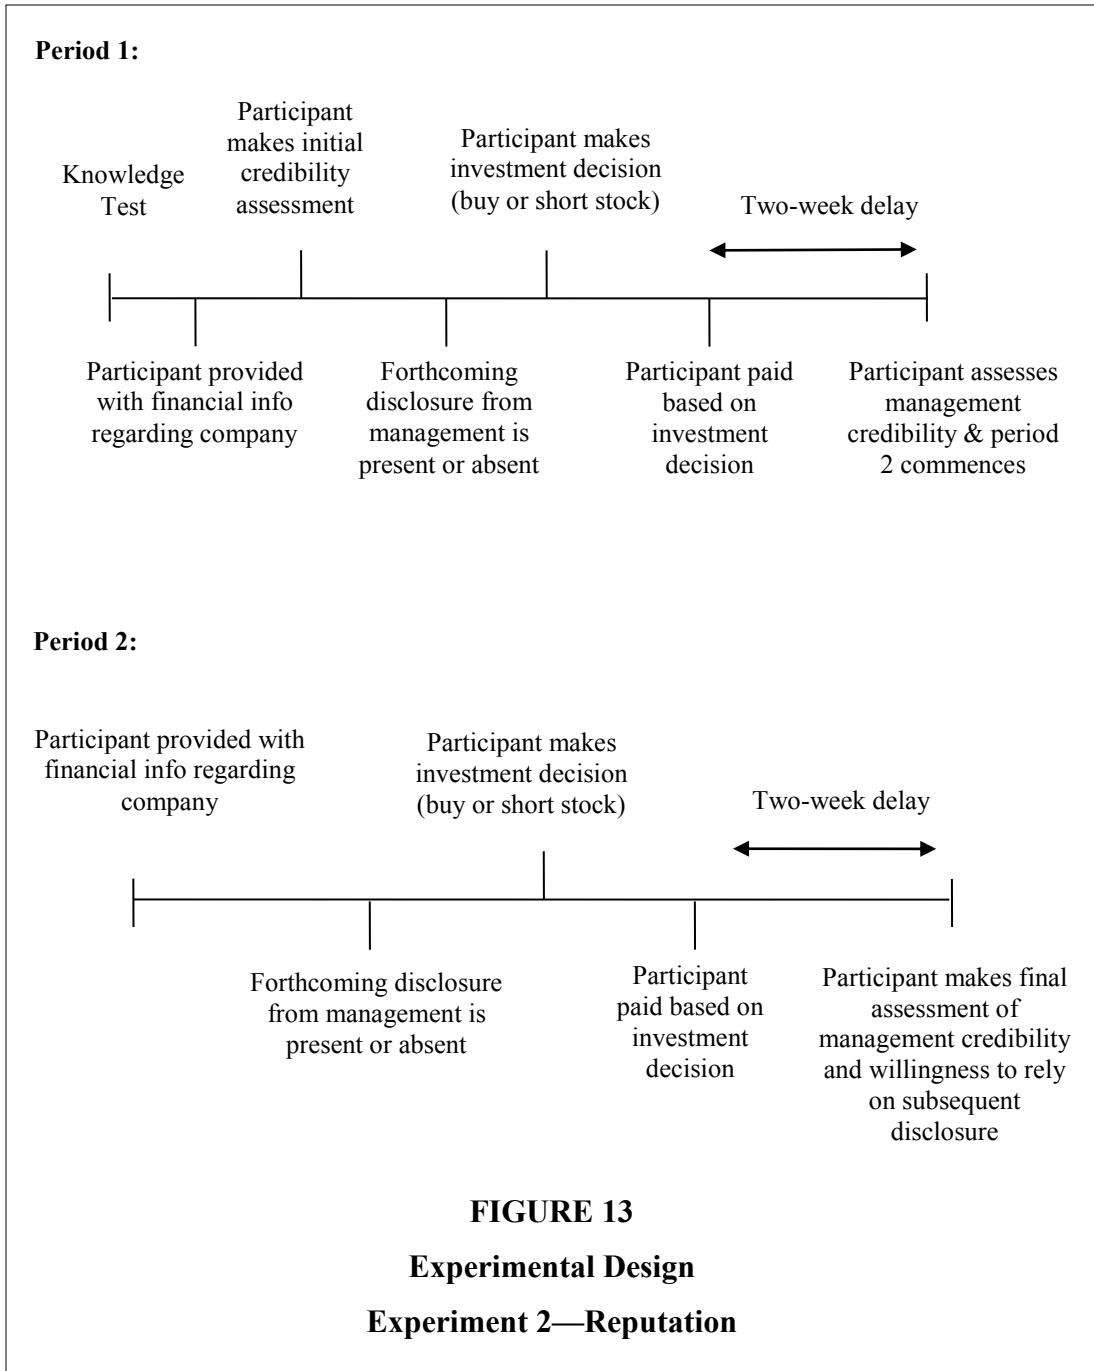 Period 1:
Participant
makes initial
credibility
assessment
Participant makes
investment decision
(buy or short stock)
Knowledge
Test
Two-week delay
Participant provided
with financial info
regarding company
Forthcoming
disclosure from
management is
present or absent
Participant paid
based on
investment
decision
Participant assesses
management
credibility & period
2 commences
Period 2:
Participant provided with
financial info regarding
company
Participant makes
investment decision
(buy or short stock)
Two-week delay
Forthcoming disclosure
from management is
present or absent
Participant
paid based on
investment
decision
Participant makes final
assessment of
management credibility
and willingness to rely
on subsequent
disclosure
FIGURE 13
Experimental Design
Experiment 2—Reputation